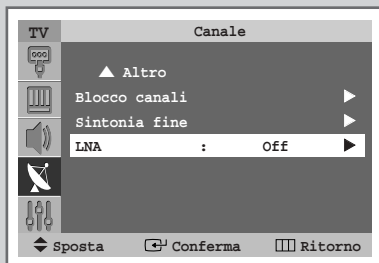 TV Canale
▲ Altro
Blocco canali ▶
Sintonia fine ▶
LNA : Off ▶
Sposta Conferma Ritorno